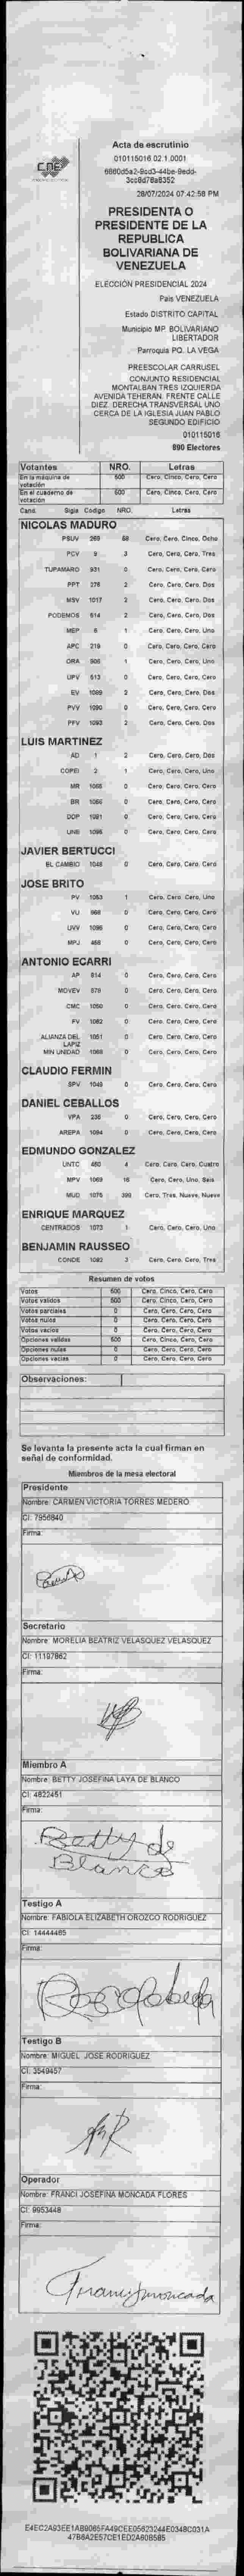 CNE
Acta de escrutinio
010115016.02.1.0001
28/07/2024 07:42:58 PM
PRESIDENTA O
PRESIDENTE DE LA
REPUBLICA
BOLIVARIANA DE
VENEZUELA
ELECCIÓN PRESIDENCIAL 2024
País VENEZUELA
Estado DISTRITO CAPITAL
Municipio MP. BOLIVARIANO
LIBERTADOR
Parroquia PQ. LA VEGA
PREESCOLAR CARRUSEL
CONJUNTO RESIDENCIAL
MONTALBAN TRES IZQUIERDA
AVENIDA TEHERAN. FRENTE CALLE
DIEZ. DERECHA TRANSVERSAL UNO
CERCA DE LA IGLESIA JUAN PABLO
SEGUNDO EDIFICIO
010115016
890 Electores
Votantes NRO. Letras
En la máquina de votación 500 Cero, Cinco, Cero, Cero
En el cuaderno de votación 500 Cero, Cinco, Cero, Cero
Cand. Sigla Codigo NRO. Letras
NICOLAS MADURO
PSUV 269 58 Cero, Cero, Cinco, Ocho
PCV 9 3 Cero, Cero, Cero, Tres
TUPAMARO 931 0 Cero, Cero, Cero, Cero
PPT 276 2 Cero, Cero, Cero, Dos
MSV 1017 2 Cero, Cero, Cero, Dos
PODEMOS 614 2 Cero, Cero, Cero, Dos
MEP 6 1 Cero, Cero, Cero, Uno
APC 219 0 Cero, Cero, Cero, Cero
ORA 906 1 Cero, Cero, Cero, Uno
UPV 513 0 Cero, Cero, Cero, Cero
EV 1089 2 Cero, Cero, Cero, Dos
PVV 1090 0 Cero, Cero, Cero, Cero
PFV 1093 2 Cero, Cero, Cero, Dos
LUIS MARTINEZ
AD 1 2 Cero, Cero, Cero, Dos
COPEI 2 1 Cero, Cero, Cero, Uno
MR 0 Cero, Cero, Cero, Cero
BR 1066 0 Cero, Cero, Cero, Cero
DDP 1091 0 Cero, Cero, Cero, Cero
UNE 1095 0 Cero, Cero, Cero, Cero
JAVIER BERTUCCI
EL CAMBIO 1048 0 Cero, Cero, Cero, Cero
JOSE BRITO
PV 1053 1 Cero, Cero, Cero, Uno
VU 968 0 Cero, Cero, Cero, Cero
UVV 1096 0 Cero, Cero, Cero, Cero
MPJ 458 0 Cero, Cero, Cero, Cero
ANTONIO ECARRI
AP 814 0 Cero, Cero, Cero, Cero
MOVEV 979 0 Cero, Cero, Cero, Cero
CMC 1050 0 Cero, Cero, Cero, Cero
FV 1082 0 Cero, Cero, Cero, Cero
ALIANZA DEL LAPIZ 1051 0 Cero, Cero, Cero, Cero
MIN UNIDAD 0 Cero, Cero, Cero, Cero
CLAUDIO FERMIN
SPV 1049 0 Cero, Cero, Cero, Cero
DANIEL CEBALLOS
VPA 236 0 Cero, Cero, Cero, Cero
AREPA 1094 0 Cero, Cero, Cero, Cero
EDMUNDO GONZALEZ
UNTC 450 4 Cero, Cero, Cero, Cuatro
MPV 1069 16 Cero, Cero, Uno, Seis
MUD 1075 399 Cero, Tres, Nueve, Nueve
ENRIQUE MARQUEZ
CENTRADOS 1073 1 Cero, Cero, Cero, Uno
BENJAMIN RAUSSEO
CONDE 1092 3 Cero, Cero, Cero, Tres
Resumen de votos
Votos 500 Cero, Cinco, Cero, Cero
Votos validos 500 Cero, Cinco, Cero, Cero
Votos parciales 0 Cero, Cero, Cero, Cero
Votos nulos 0 Cero, Cero, Cero, Cero
Votos vacios 0 Cero, Cero, Cero, Cero
Opciones validas 500 Cero, Cinco, Cero, Cero
Opciones nulas 0 Cero, Cero, Cero, Cero
Opciones vacias 0 Cero, Cero, Cero, Cero
Observaciones:
Se levanta la presente acta la cual firman en
señal de conformidad.
Miembros de la mesa electoral
Presidente
Nombre: CARMEN VICTORIA TORRES MEDERO
CI: 7956840
Firma:
Secretario
Nombre: MORELIA BEATRIZ VELASQUEZ VELASQUEZ
CI: 11197862
Firma:
Miembro A
Nombre: BETTY JOSEFINA LAYA DE BLANCO
CI: 4822451
Firma:
Betty de
Blanco
Testigo A
Nombre: FABIOLA ELIZABETH OROZCO RODRIGUEZ
CI: 14444465
Firma:
Testigo B
Nombre: MIGUEL JOSE RODRIGUEZ
CI: 3549457
Firma:
Operador
Nombre: FRANCI JOSEFINA MONCADA FLORES
CI: 9953448
Firma:
E4EC2A93EE1AB9065FA49CEE05623244E0348C031A
47B8A2E57CE1ED2A60B585